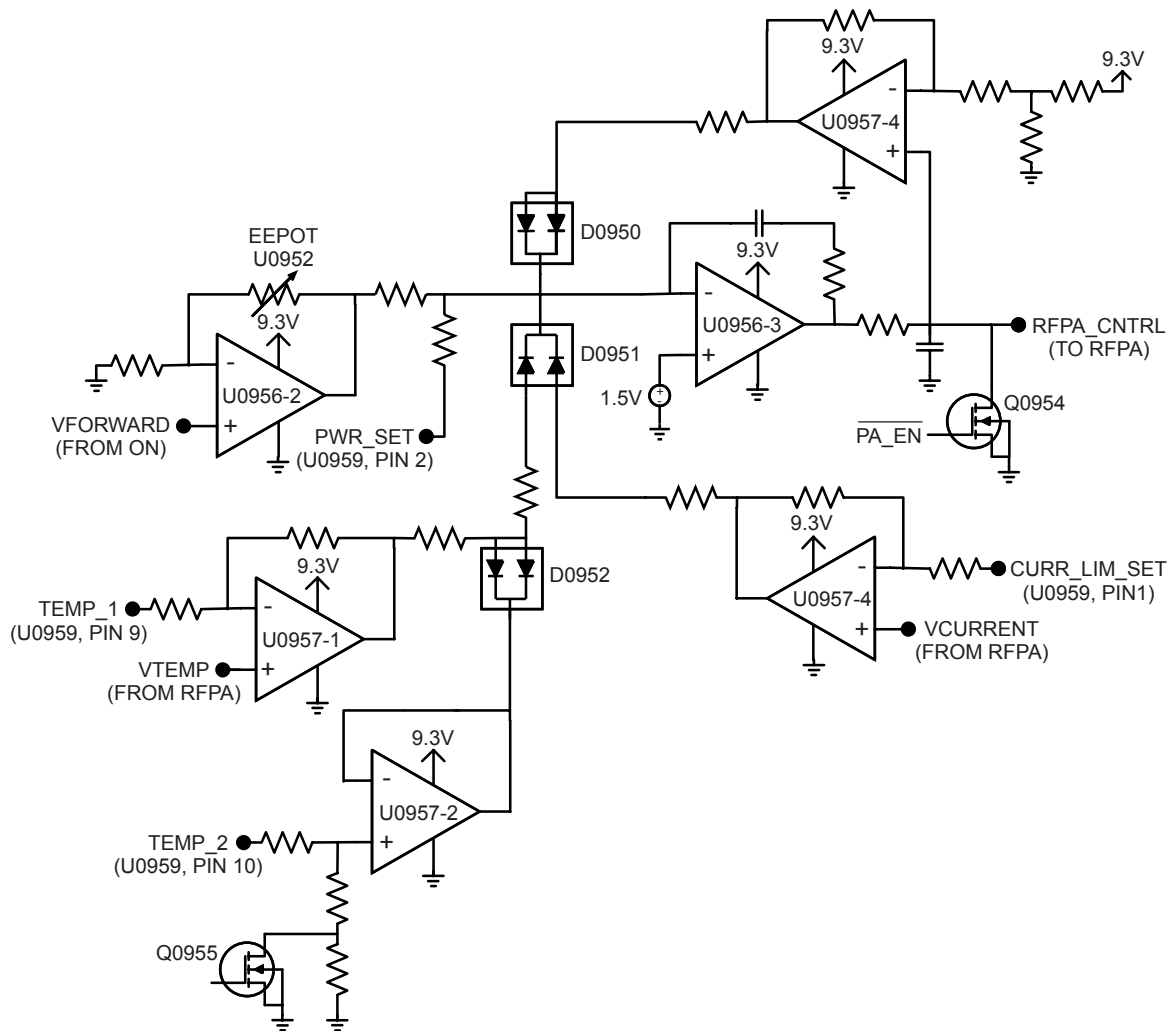 9.3V
9.3V
-
U0957-4
+
D0950
EEPOT
U0952
9.3V
-
U0956-2
+
VFORWARD
(FROM ON)
PWR_SET
(U0959, PIN 2)
9.3V
-
U0956-3
+
1.5V
+
-
D0951
RFPA_CNTRL
(TO RFPA)
Q0954
PA_EN
9.3V
-
U0957-1
+
TEMP_1
(U0959, PIN 9)
VTEMP
(FROM RFPA)
D0952
9.3V
-
U0957-4
+
CURR_LIM_SET
(U0959, PIN1)
VCURRENT
(FROM RFPA)
9.3V
-
U0957-2
+
TEMP_2
(U0959, PIN 10)
Q0955